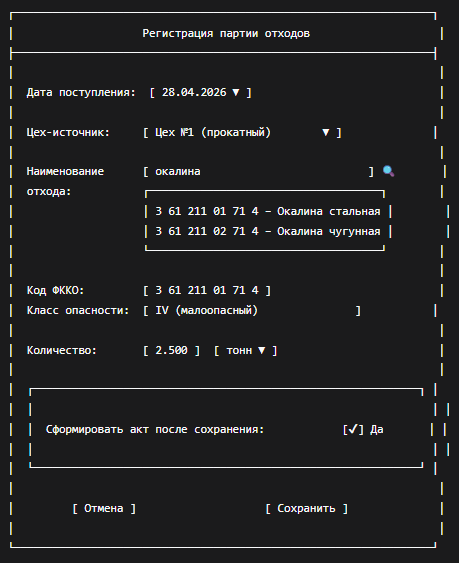 Регистрация партии отходов
Дата поступления: [ 28.04.2026 ▼ ]
Цех-источник: [ Цех №1 (прокатный) ▼ ]
Наименование [ окалина ] 🔍
отхода:
3 61 211 01 71 4 – Окалина стальная
3 61 211 02 71 4 – Окалина чугунная
Код ФККО: [ 3 61 211 01 71 4 ]
Класс опасности: [ IV (малоопасный) ]
Количество: [ 2.500 ] [ тонн ▼ ]
Сформировать акт после сохранения: [✓] Да
[ Отмена ] [ Сохранить ]